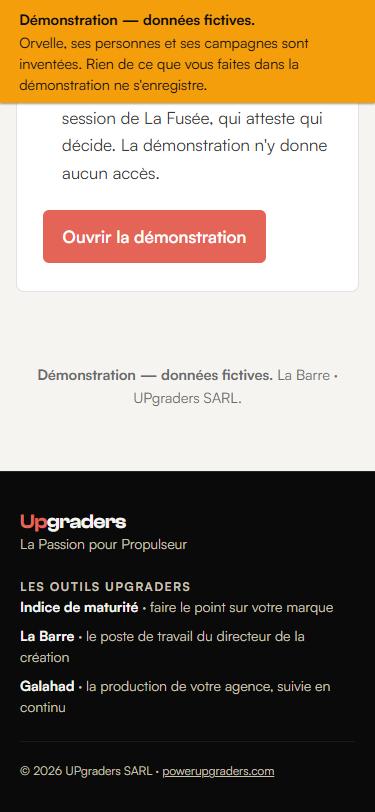 Démonstration — données fictives.
Orvelle, ses personnes et ses campagnes sont
inventées. Rien de ce que vous faites dans la
démonstration ne s'enregistre.
session de La Fusée, qui atteste qui
décide. La démonstration n'y donne
aucun accès.
Ouvrir la démonstration
Démonstration — données fictives. La Barre ·
UPgraders SARL.
Upgraders
La Passion pour Propulseur
LES OUTILS UPGRADERS
Indice de maturité · faire le point sur votre marque
La Barre · le poste de travail du directeur de la
création
Galahad · la production de votre agence, suivie en
continu
© 2026 UPgraders SARL · powerupgraders.com